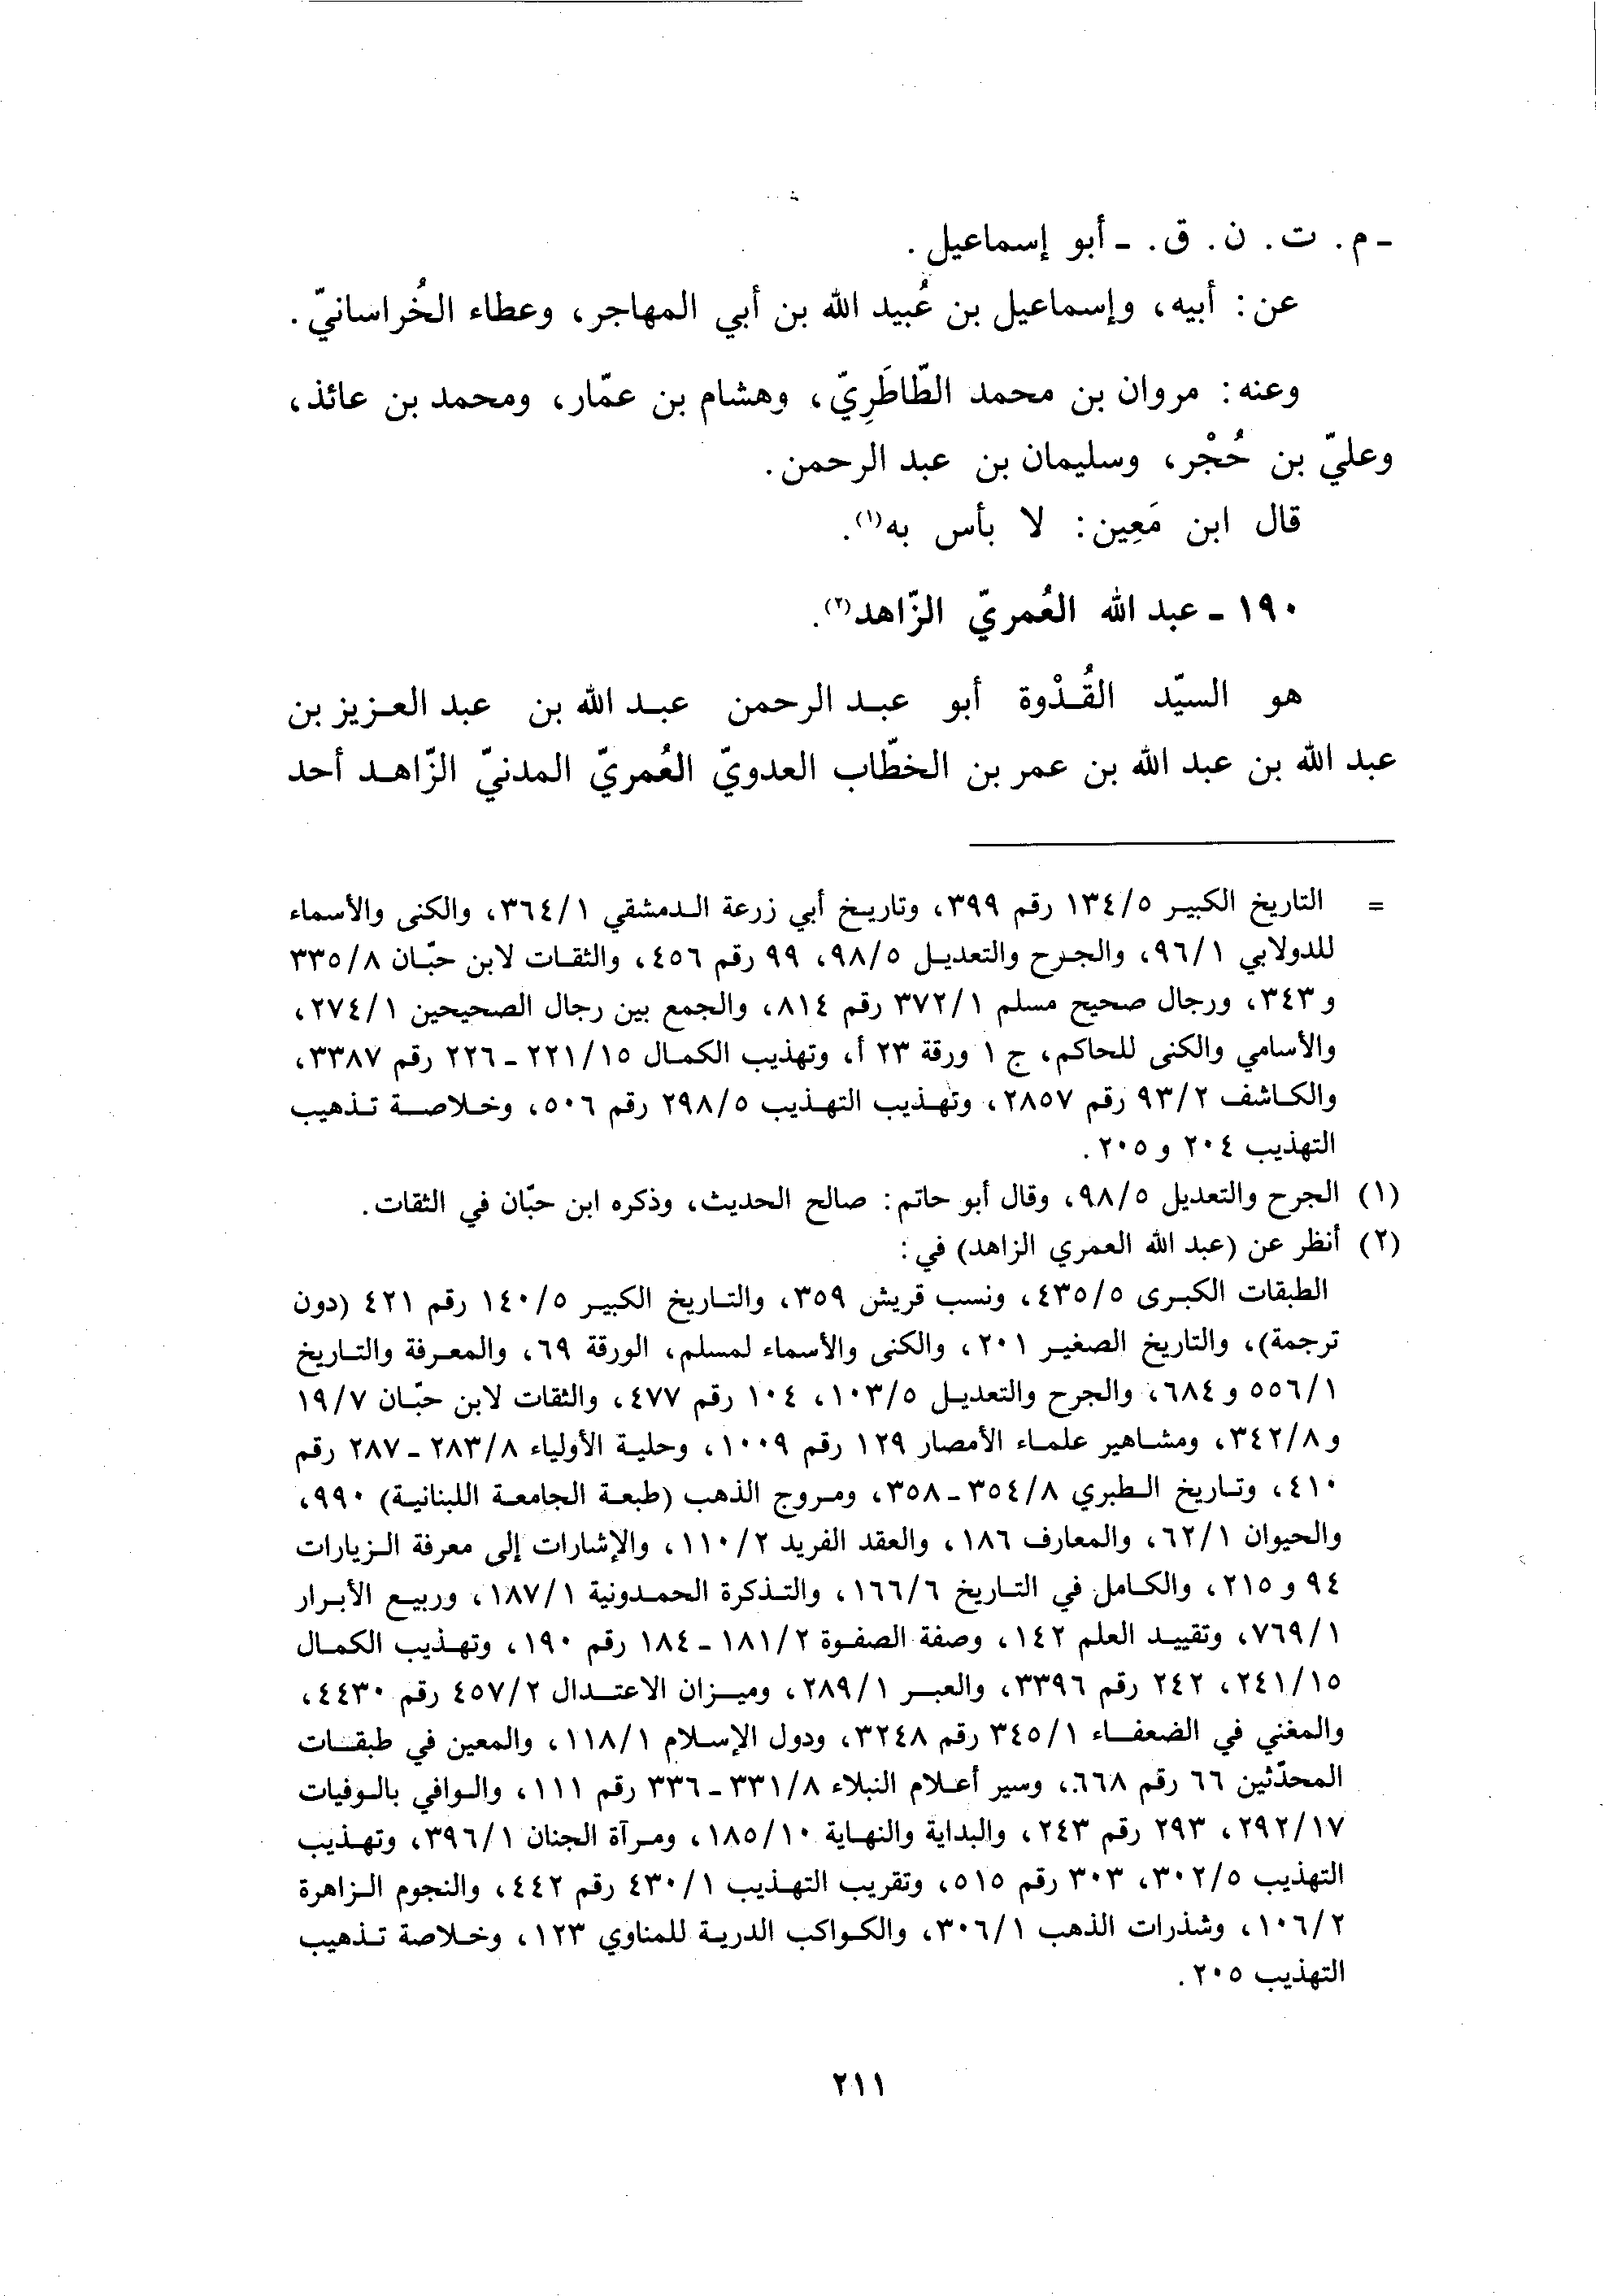 - م. ت. ن. ق. - أبو إسماعيل.
عن: أبيه، وإسماعيل بن عُبيد الله بن أبي المهاجر، وعطاء الخُراسانيّ.
وعنه: مروان بن محمد الطّاطَرِيّ، وهشام بن عمّار، ومحمد بن عائذ،
وعليّ بن حُجْر، وسليمان بن عبد الرحمن.
قال ابن مَعِين: لا بأس به(١).
١٩٠ - عبد الله العُمريّ الزّاهد(٢).
هو السيّد القُدْوة أبو عبد الرحمن عبد الله بن عبد العزيز بن
عبد الله بن عبد الله بن عمر بن الخطّاب العدويّ العُمريّ المدنيّ الزّاهد أحد
= التاريخ الكبير ١٣٤/٥ رقم ٣٩٩، وتاريخ أبي زرعة الدمشقي ٣٦٤/١، والكنى والأسماء
للدولابي ٩٦/١، والجرح والتعديل ٩٨/٥، ٩٩ رقم ٤٥٦، والثقات لابن حبّان ٣٣٥/٨
و٣٤٣، ورجال صحيح مسلم ٣٧٢/١ رقم ٨١٤، والجمع بين رجال الصحيحين ٢٧٤/١،
والأسامي والكنى للحاكم، ج ١ ورقة ٢٣ أ، وتهذيب الكمال ٢٢١/١٥ - ٢٢٦ رقم ٣٣٨٧،
والكاشف ٩٣/٢ رقم ٢٨٥٧، وتهذيب التهذيب ٢٩٨/٥ رقم ٥٠٦، وخلاصة تذهيب
التهذيب ٢٠٤ و ٢٠٥.
(١) الجرح والتعديل ٩٨/٥، وقال أبو حاتم: صالح الحديث، وذكره ابن حبّان في الثقات.
(٢) أنظر عن (عبد الله العمري الزاهد) في:
الطبقات الكبرى ٤٣٥/٥، ونسب قريش ٣٥٩، والتاريخ الكبير ١٤٠/٥ رقم ٤٢١ (دون
ترجمة)، والتاريخ الصغير ٢٠١، والكنى والأسماء لمسلم، الورقة ٦٩، والمعرفة والتاريخ
٥٥٦/١ و ٦٨٤، والجرح والتعديل ١٠٣/٥، ١٠٤ رقم ٤٧٧، والثقات لابن حبّان ١٩/٧
و٣٤٢/٨، ومشاهير علماء الأمصار ١٢٩ رقم ١٠٠٩، وحلية الأولياء ٢٨٣/٨ - ٢٨٧ رقم
٤١٠، وتاريخ الطبري ٣٥٤/٨ - ٣٥٨، ومروج الذهب (طبعة الجامعة اللبنانية) ٩٩٠،
والحيوان ٦٢/١، والمعارف ١٨٦، والعقد الفريد ١١٠/٢، والإشارات إلى معرفة الزيارات
٩٤ و ٢١٥، والكامل في التاريخ ١٦٦/٦، والتذكرة الحمدونية ١٨٧/١، وربيع الأبرار
٧٦٩/١، وتقييد العلم ١٤٢، وصفة الصفوة ١٨١/٢ - ١٨٤ رقم ١٩٠، وتهذيب الكمال
٢٤١/١٥، ٢٤٢ رقم ٣٣٩٦، والعبر ٢٨٩/١، وميزان الاعتدال ٤٥٧/٢ رقم ٤٤٣٠،
والمغني في الضعفاء ٣٤٥/١ رقم ٣٢٤٨، ودول الإسلام ١١٨/١، والمعين في طبقات
المحدّثين ٦٦ رقم ٦٦٨، وسير أعلام النبلاء ٣٣١/٨ - ٣٣٦ رقم ١١١، والوافي بالوفيات
٢٩٢/١٧، ٢٩٣ رقم ٢٤٣، والبداية والنهاية ١٨٥/١٠، ومرآة الجنان ٣٩٦/١، وتهذيب
التهذيب ٣٠٢/٥، ٣٠٣ رقم ٥١٥، وتقريب التهذيب ٤٣٠/١ رقم ٤٤٢، والنجوم الزاهرة
١٠٦/٢، وشذرات الذهب ٣٠٦/١، والكواكب الدرية للمناوي ١٢٣، وخلاصة تذهيب
التهذيب ٢٠٥.
٢١١